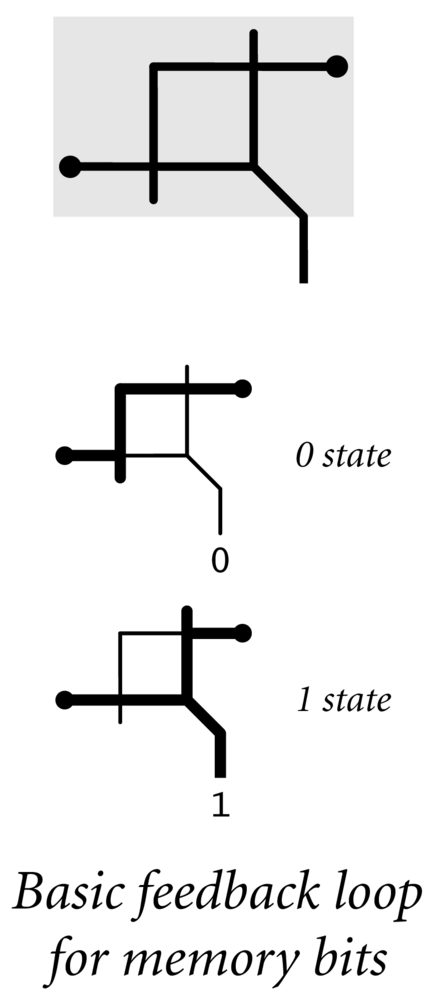 0 state
0
1 state
1
Basic feedback loop
for memory bits